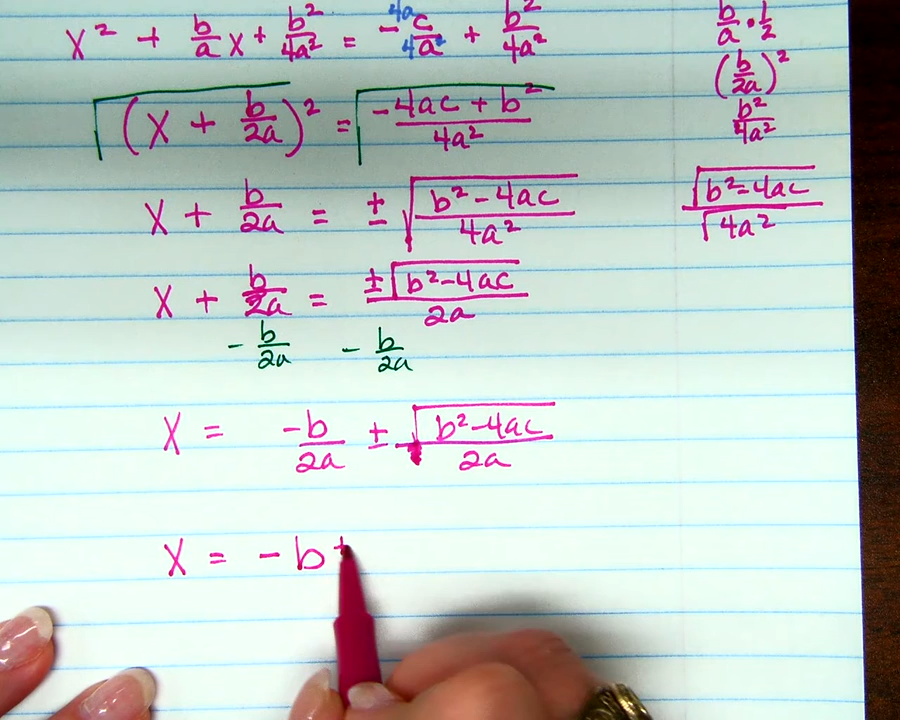 x² + b/a x + b²/4a² = - 4a c/4a a + b²/4a²
√(x + b/2a)² = √(-4ac + b²)/4a²
x + b/2a = ± √(b² - 4ac)/4a²
x + b/2a = ±√(b² - 4ac)/2a
- b/2a - b/2a
x = -b/2a ± √(b² - 4ac)/2a
x = - b +
b/a · 1/2
(b/2a)²
b²/4a²
√(b² - 4ac)/√(4a²)